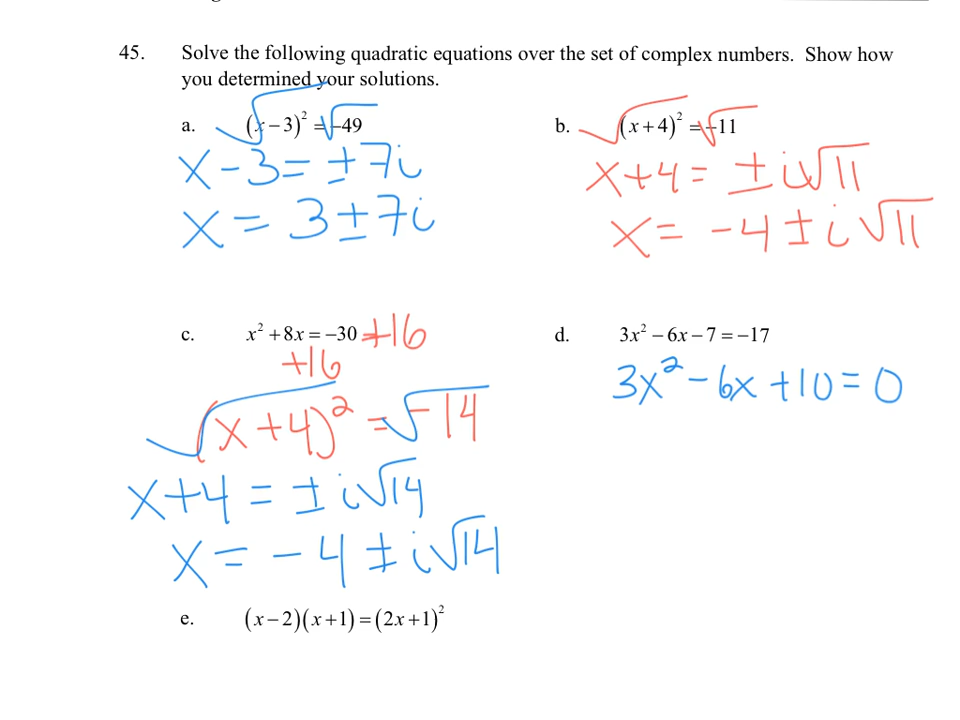 45. Solve the following quadratic equations over the set of complex numbers. Show how
you determined your solutions.
a. √(x−3)² = √−49
x-3 = ±7i
x = 3±7i
b. √(x+4)² = √−11
x+4 = ±i√11
x = -4±i√11
c. x² +8x = −30 +16
+16
√(x+4)² = √-14
x+4 = ±i√14
x = -4±i√14
d. 3x² − 6x − 7 = −17
3x² - 6x +10 = 0
e. (x−2)(x+1) = (2x+1)²